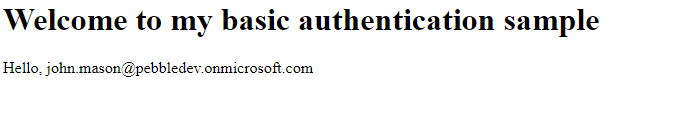 Welcome to my basic authentication sample
Hello, john.mason@pebbledev.onmicrosoft.com